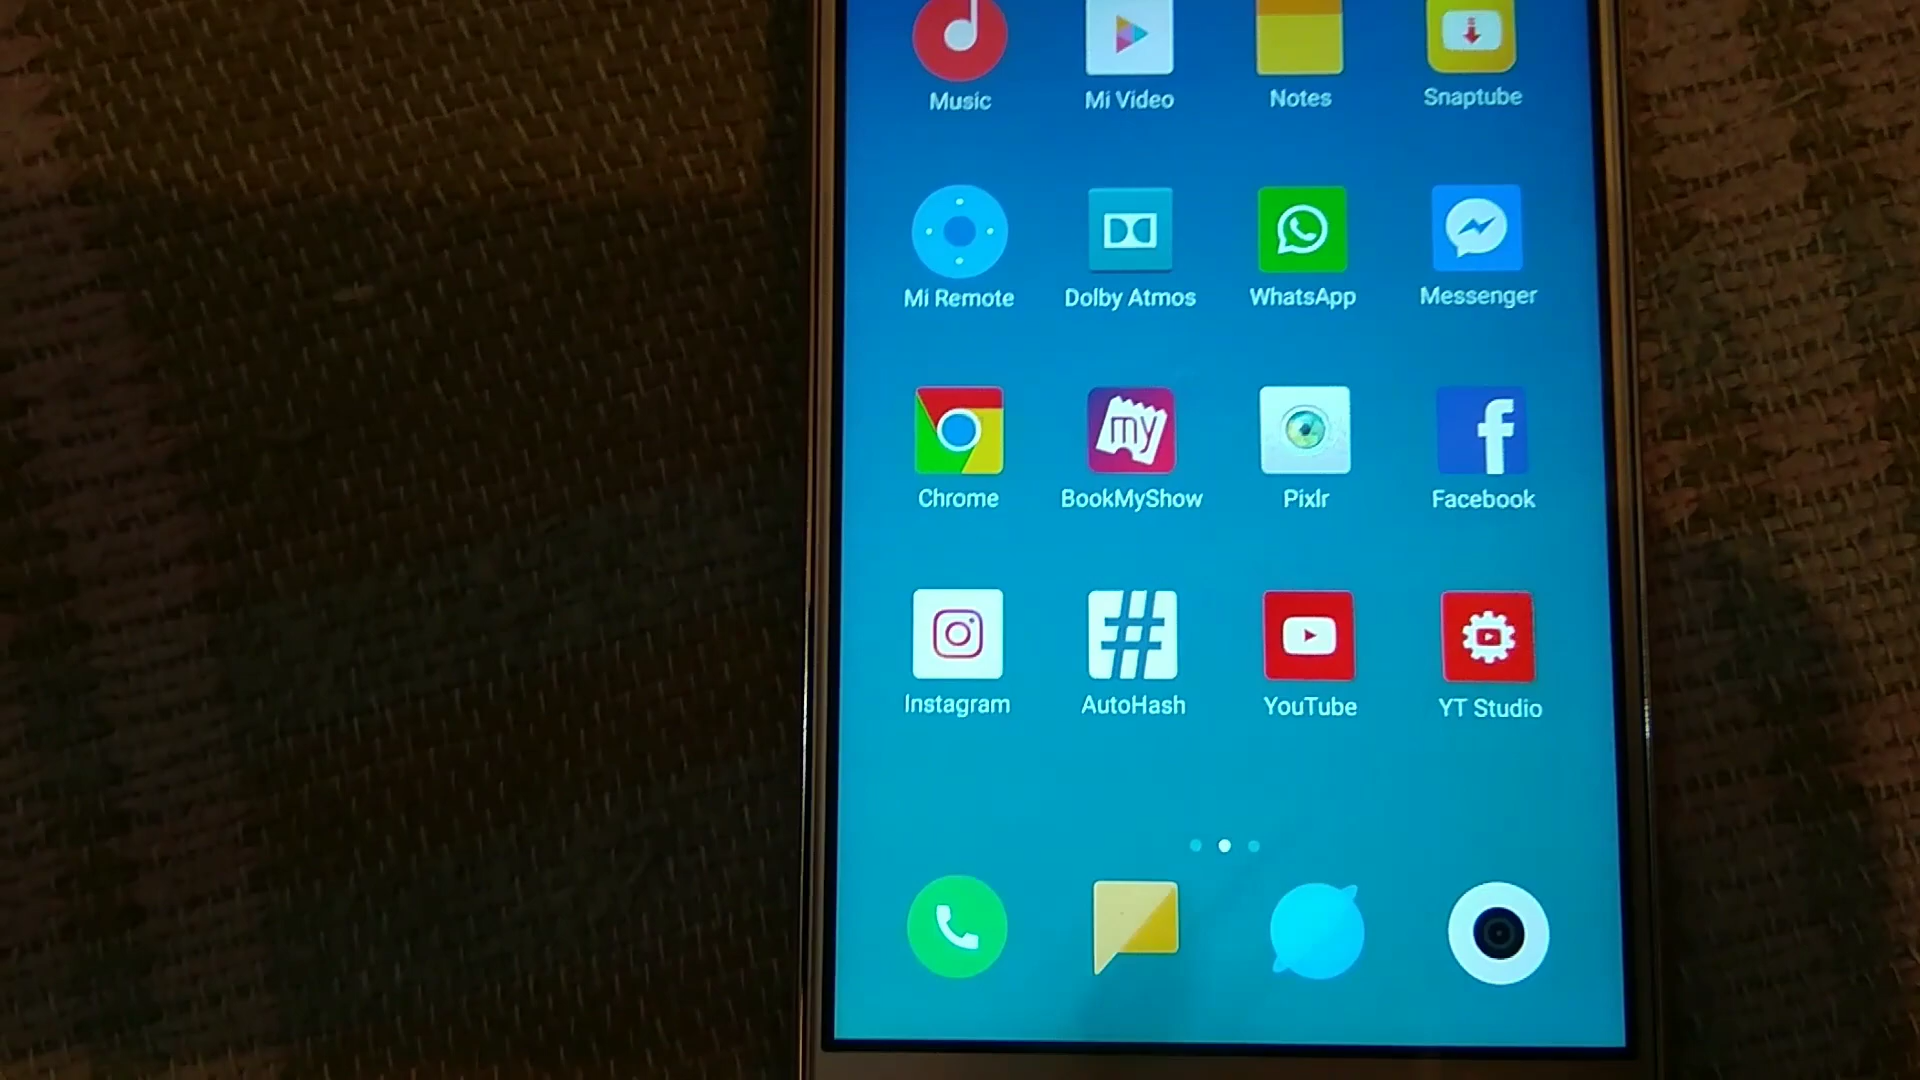 Music Mi Video Notes Snaptube
Mi Remote Dolby Atmos WhatsApp Messenger
my
Chrome BookMyShow Pixlr Facebook
Instagram AutoHash YouTube YT Studio